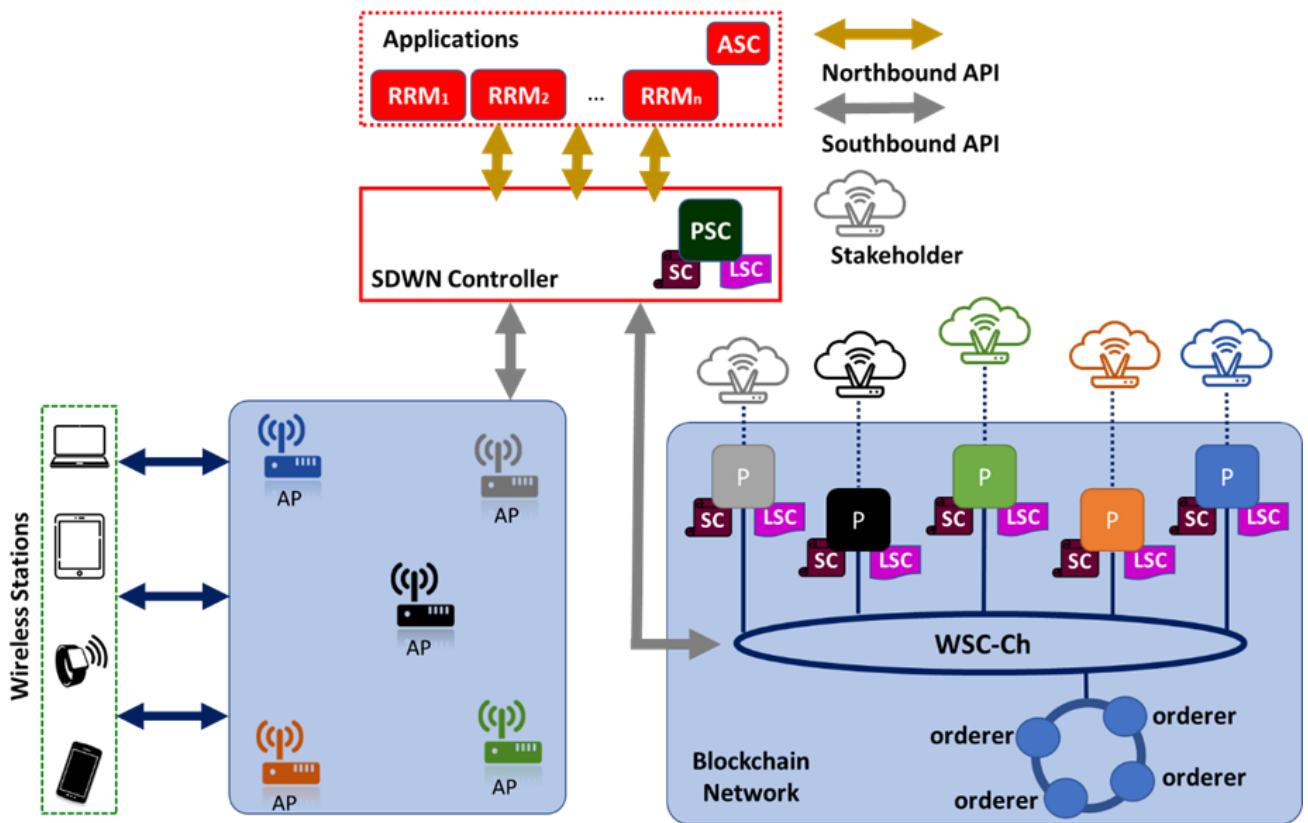 Applications
ASC
RRM1
RRM2
...
RRMn
Northbound API
Southbound API
Stakeholder
PSC
SC
LSC
SDWN Controller
Wireless Stations
AP
AP
AP
AP
AP
P
P
P
P
P
SC
LSC
SC
LSC
SC
LSC
SC
LSC
SC
LSC
WSC-Ch
orderer
orderer
orderer
orderer
Blockchain
Network